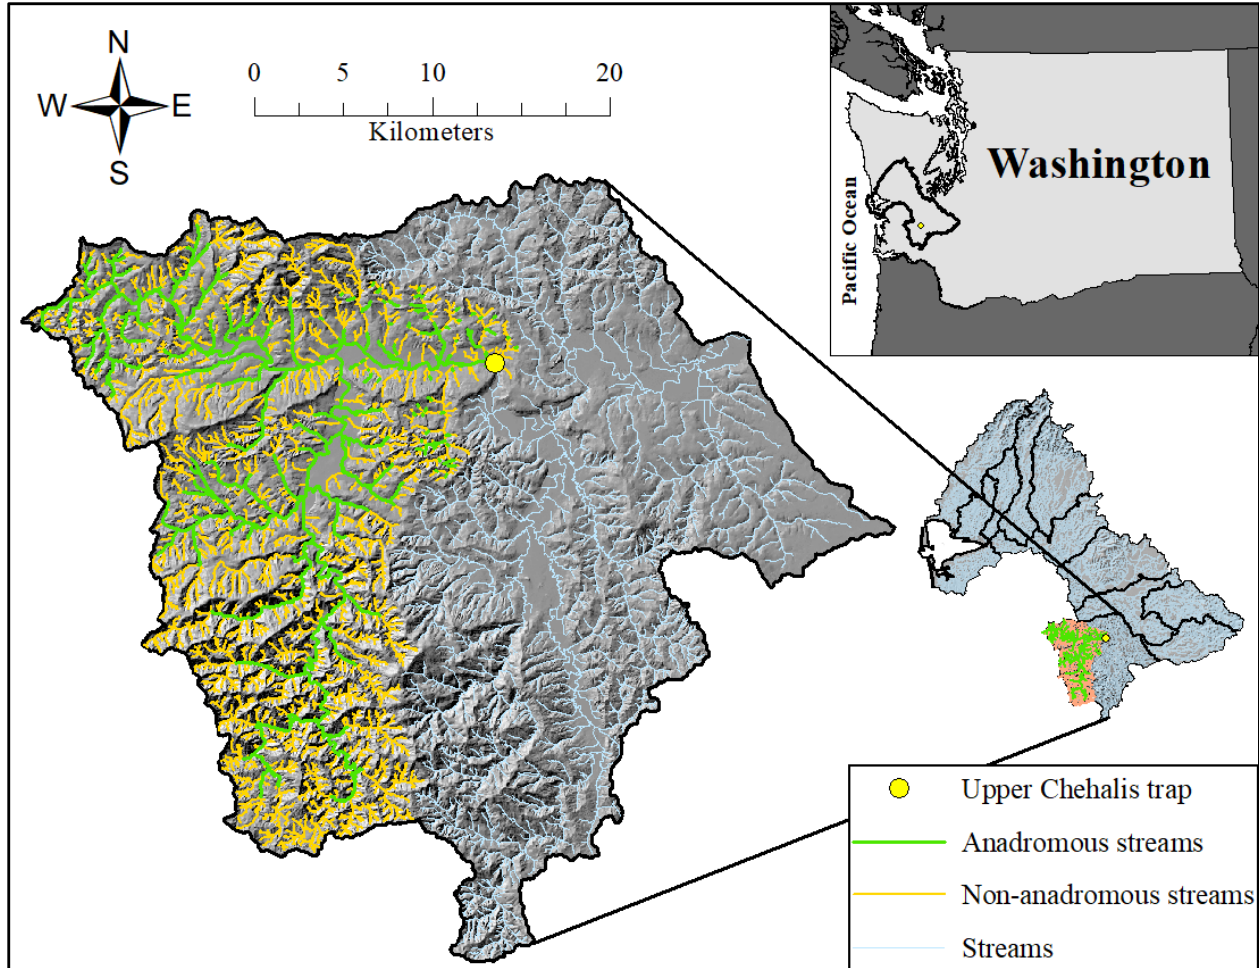 N
W E
S
0 5 10 20
Kilometers
Washington
Pacific Ocean
Upper Chehalis trap
Anadromous streams
Non-anadromous streams
Streams